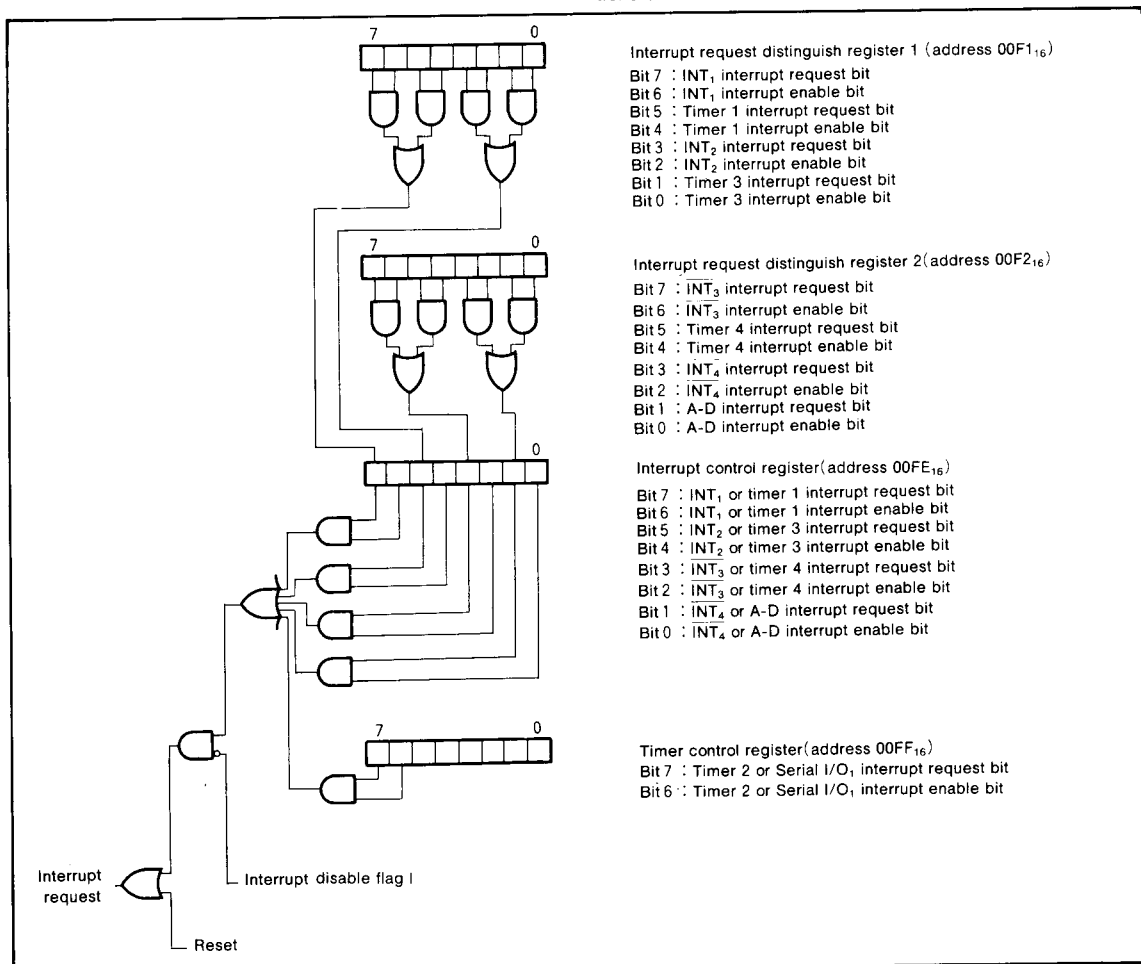 7 0
Interrupt request distinguish register 1 (address 00F1₁₆)
Bit 7 : INT₁ interrupt request bit
Bit 6 : INT₁ interrupt enable bit
Bit 5 : Timer 1 interrupt request bit
Bit 4 : Timer 1 interrupt enable bit
Bit 3 : INT₂ interrupt request bit
Bit 2 : INT₂ interrupt enable bit
Bit 1 : Timer 3 interrupt request bit
Bit 0 : Timer 3 interrupt enable bit
7 0
Interrupt request distinguish register 2(address 00F2₁₆)
Bit 7 : I̅N̅T̅₃ interrupt request bit
Bit 6 : I̅N̅T̅₃ interrupt enable bit
Bit 5 : Timer 4 interrupt request bit
Bit 4 : Timer 4 interrupt enable bit
Bit 3 : I̅N̅T̅₄ interrupt request bit
Bit 2 : I̅N̅T̅₄ interrupt enable bit
Bit 1 : A-D interrupt request bit
Bit 0 : A-D interrupt enable bit
0
Interrupt control register(address 00FE₁₆)
Bit 7 : INT₁ or timer 1 interrupt request bit
Bit 6 : INT₁ or timer 1 interrupt enable bit
Bit 5 : INT₂ or timer 3 interrupt request bit
Bit 4 : INT₂ or timer 3 interrupt enable bit
Bit 3 : I̅N̅T̅₃ or timer 4 interrupt request bit
Bit 2 : I̅N̅T̅₃ or timer 4 interrupt enable bit
Bit 1 : I̅N̅T̅₄ or A-D interrupt request bit
Bit 0 : I̅N̅T̅₄ or A-D interrupt enable bit
7 0
Timer control register(address 00FF₁₆)
Bit 7 : Timer 2 or Serial I/O₁ interrupt request bit
Bit 6 : Timer 2 or Serial I/O₁ interrupt enable bit
Interrupt
request
Interrupt disable flag I
Reset